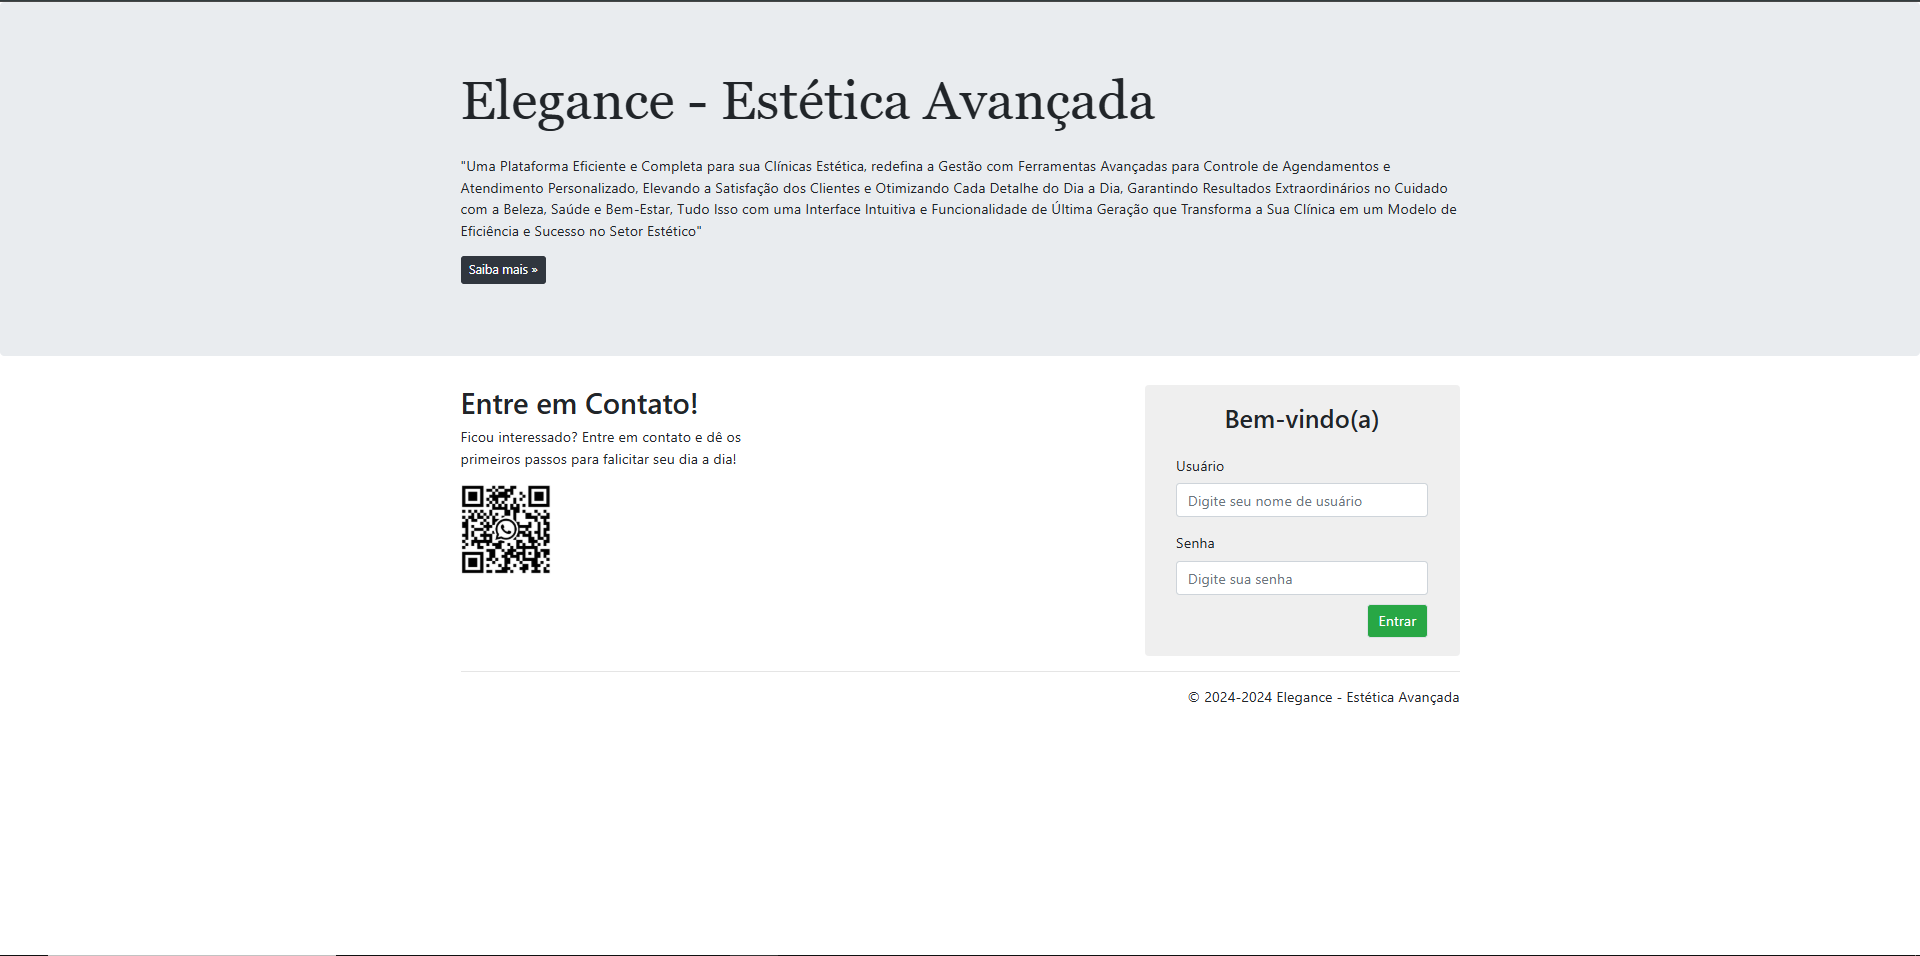 Elegance - Estética Avançada
"Uma Plataforma Eficiente e Completa para sua Clínicas Estética, redefina a Gestão com Ferramentas Avançadas para Controle de Agendamentos e
Atendimento Personalizado, Elevando a Satisfação dos Clientes e Otimizando Cada Detalhe do Dia a Dia, Garantindo Resultados Extraordinários no Cuidado
com a Beleza, Saúde e Bem-Estar, Tudo Isso com uma Interface Intuitiva e Funcionalidade de Última Geração que Transforma a Sua Clínica em um Modelo de
Eficiência e Sucesso no Setor Estético"
Saiba mais »
Entre em Contato!
Ficou interessado? Entre em contato e dê os
primeiros passos para falicitar seu dia a dia!
Bem-vindo(a)
Usuário
Digite seu nome de usuário
Senha
Digite sua senha
Entrar
© 2024-2024 Elegance - Estética Avançada